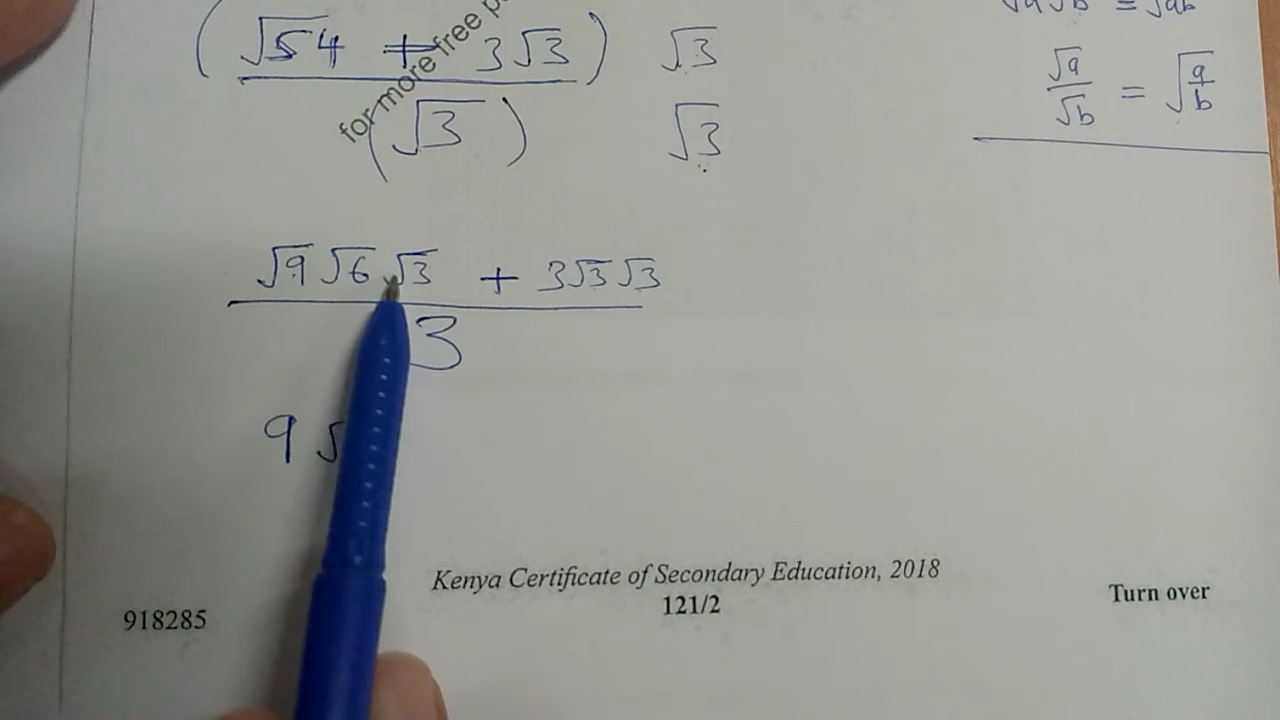 √a√b = √ab
(√54 + 3√3) √3
(√3) √3
√a/√b = √a/b
for more free p
√9 √6 √3 + 3√3 √3
3
9 √
Kenya Certificate of Secondary Education, 2018
121/2
918285
Turn over